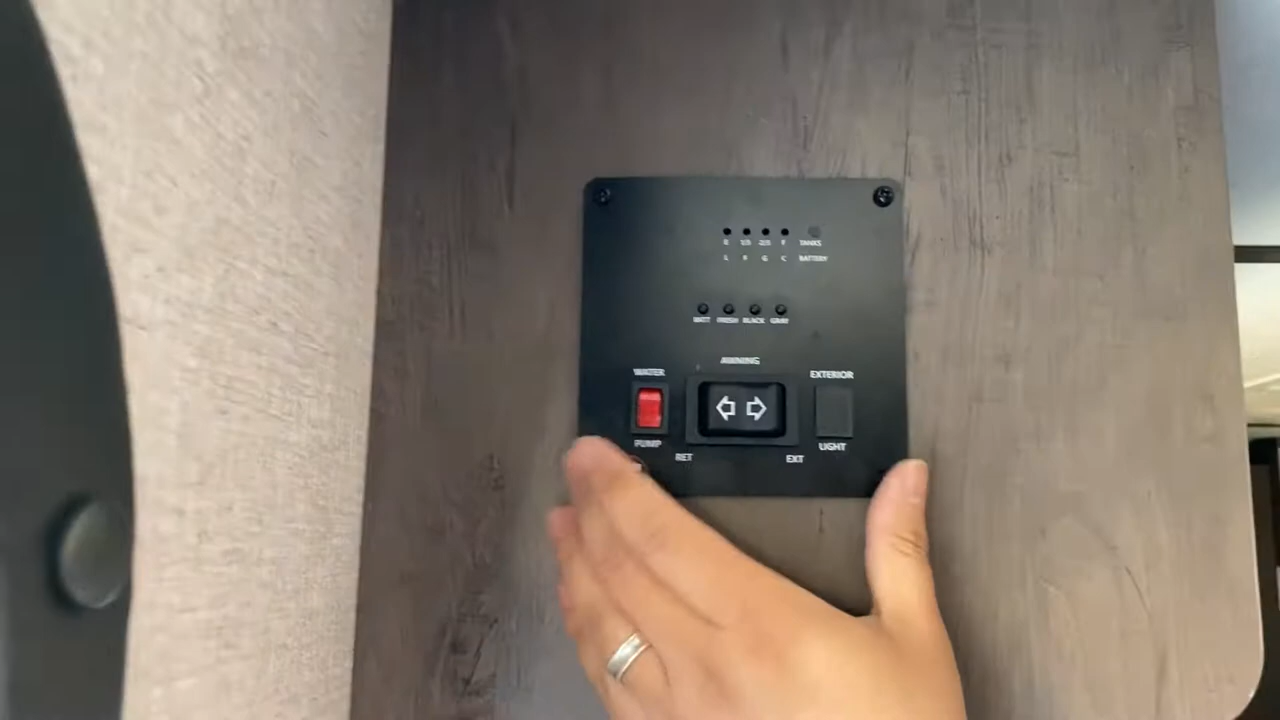 E 1/3 2/3 F TANKS
L F G C BATTERY
BATT FRESH BLACK GRAY
AWNING
WATER
EXTERIOR
PUMP
LIGHT
RET
EXT